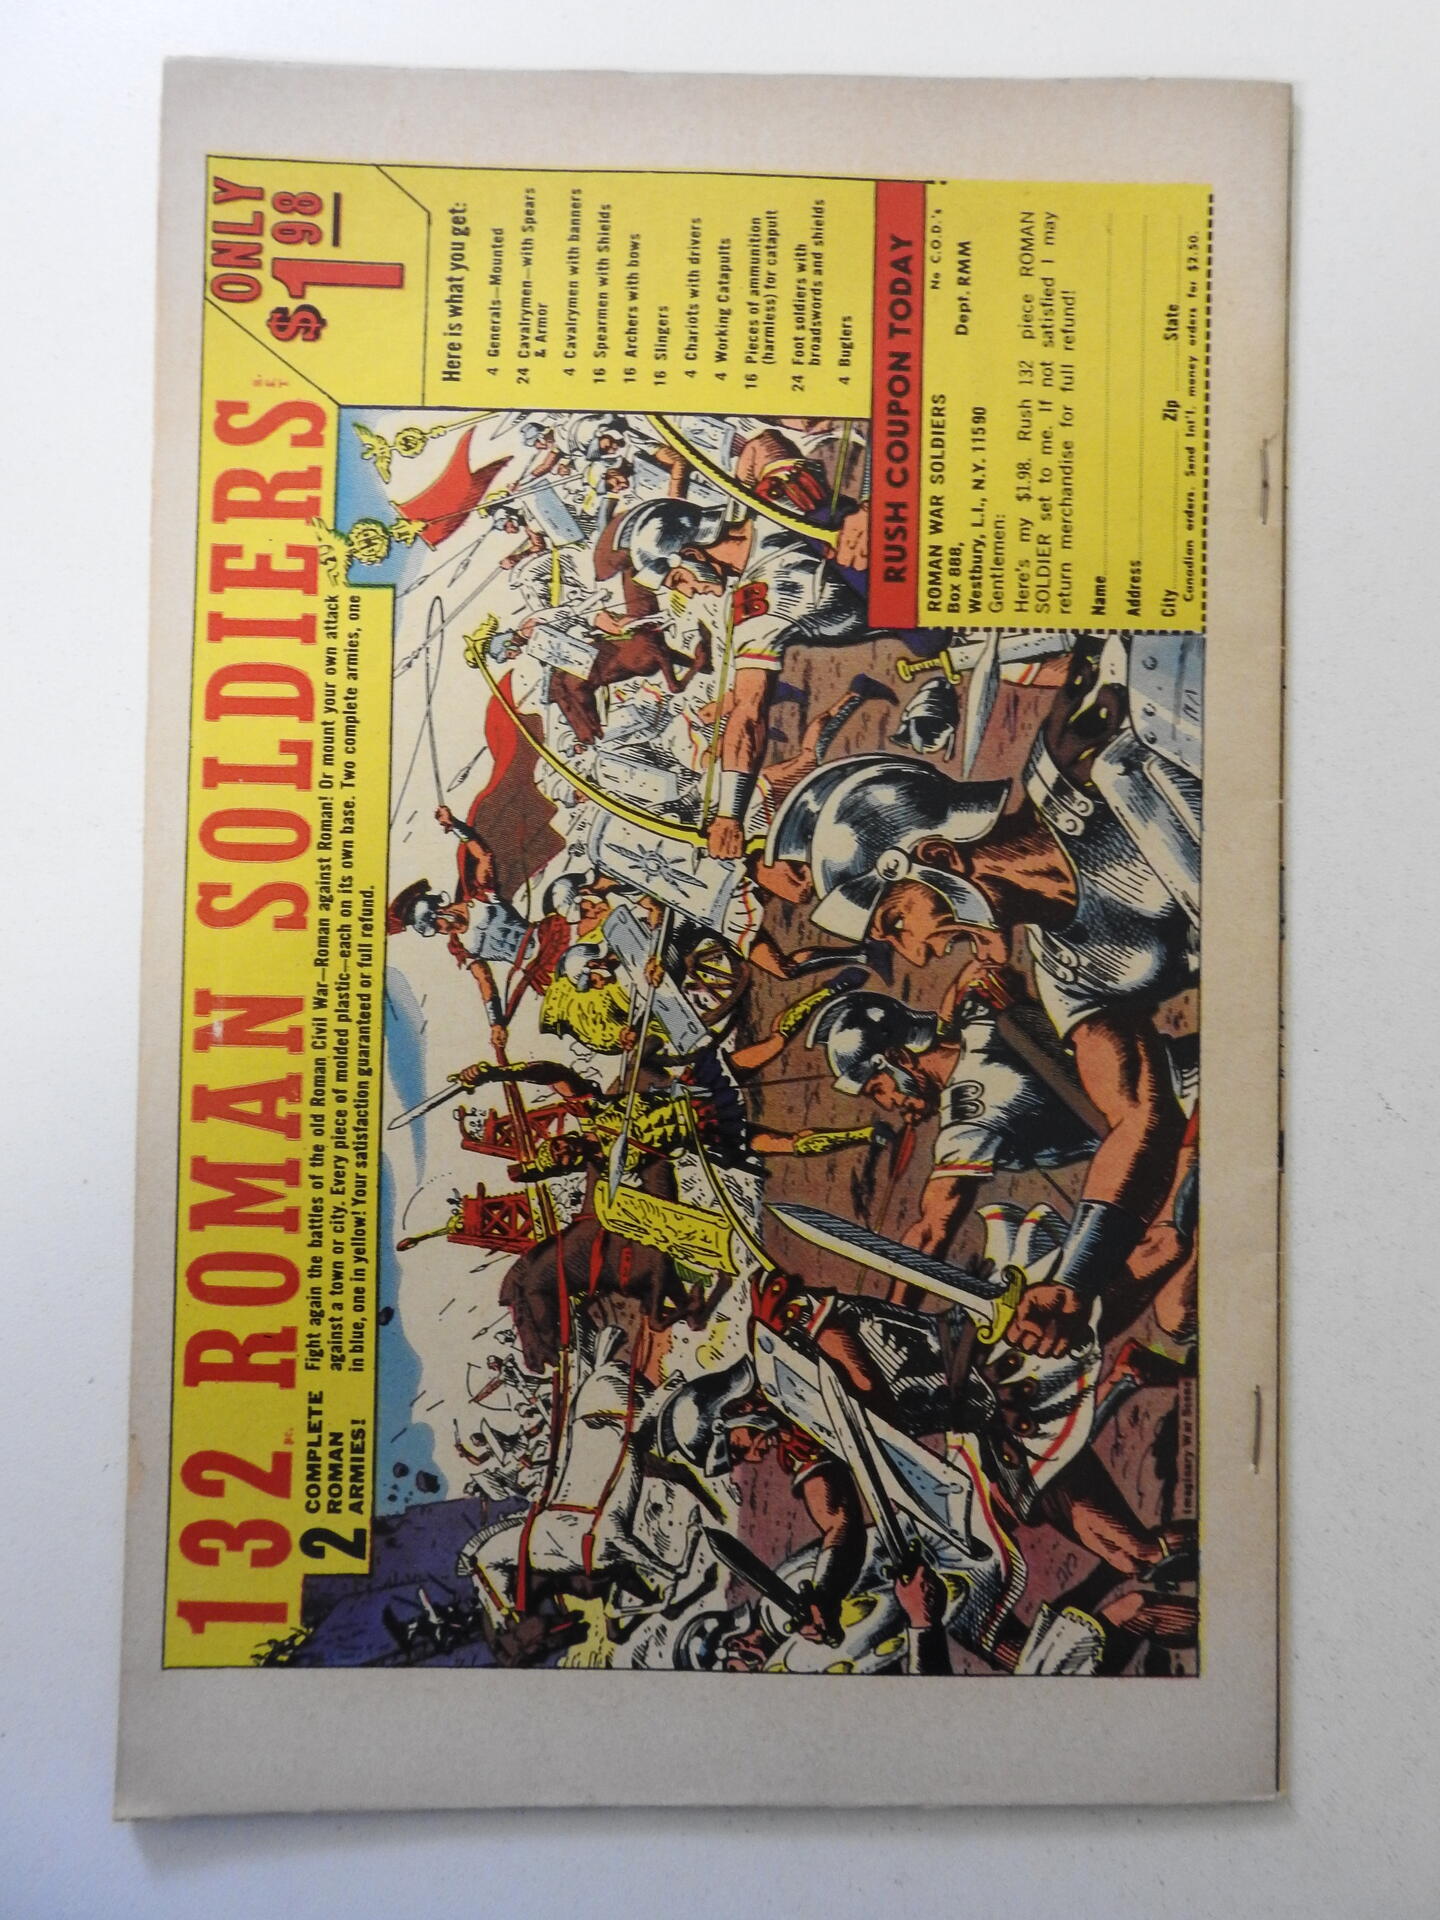 132 PC. ROMAN SOLDIERS
ONLY
$1.98
2 COMPLETE
ROMAN
ARMIES!
Fight again the battles of the old Roman Civil War—Roman against Roman! Or mount your own attack
against a town or city. Every piece of molded plastic—each on its own base. Two complete armies, one
in blue, one in yellow! Your satisfaction guaranteed or full refund.
Here is what you get:
4 Generals—Mounted
24 Cavalrymen—with Spears
& Armor
4 Cavalrymen with banners
16 Spearmen with Shields
16 Archers with bows
16 Slingers
4 Chariots with drivers
4 Working Catapults
16 Pieces of ammunition
(harmless) for catapult
24 Foot soldiers with
broadswords and shields
4 Buglers
RUSH COUPON TODAY
ROMAN WAR SOLDIERS No C.O.D.'s
Box 888, Dept. RMM
Westbury, L.I., N.Y. 11590
Gentlemen:
Here's my $1.98. Rush 132 piece ROMAN
SOLDIER set to me. If not satisfied I may
return merchandise for full refund!
Name
Address
City Zip State
Canadian orders. Send Int'l. money orders for $2.50.
Imaginary War Scene